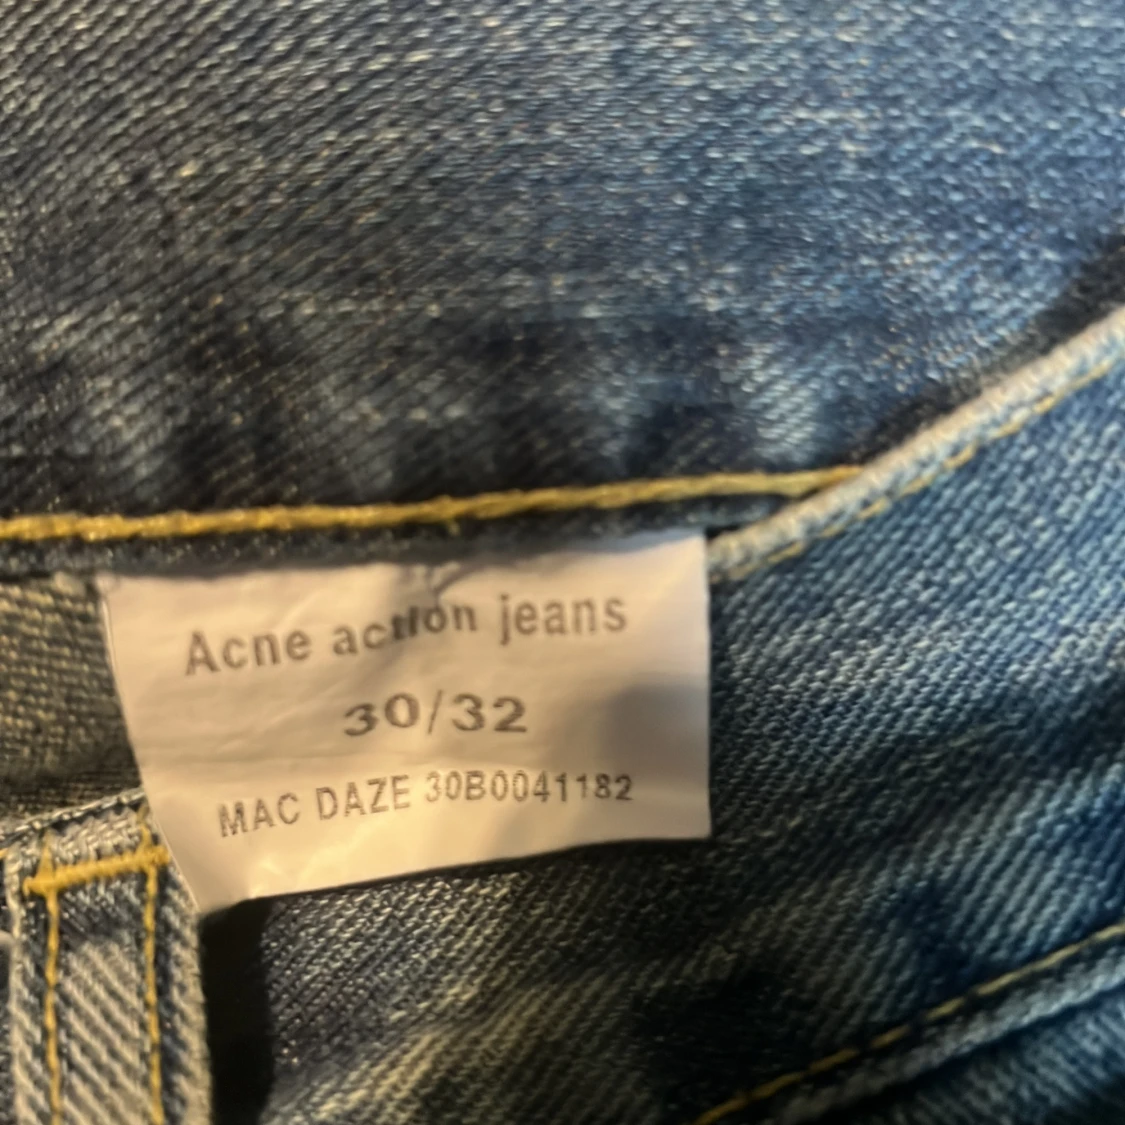 Acne action jeans
30/32
MAC DAZE 30B0041182